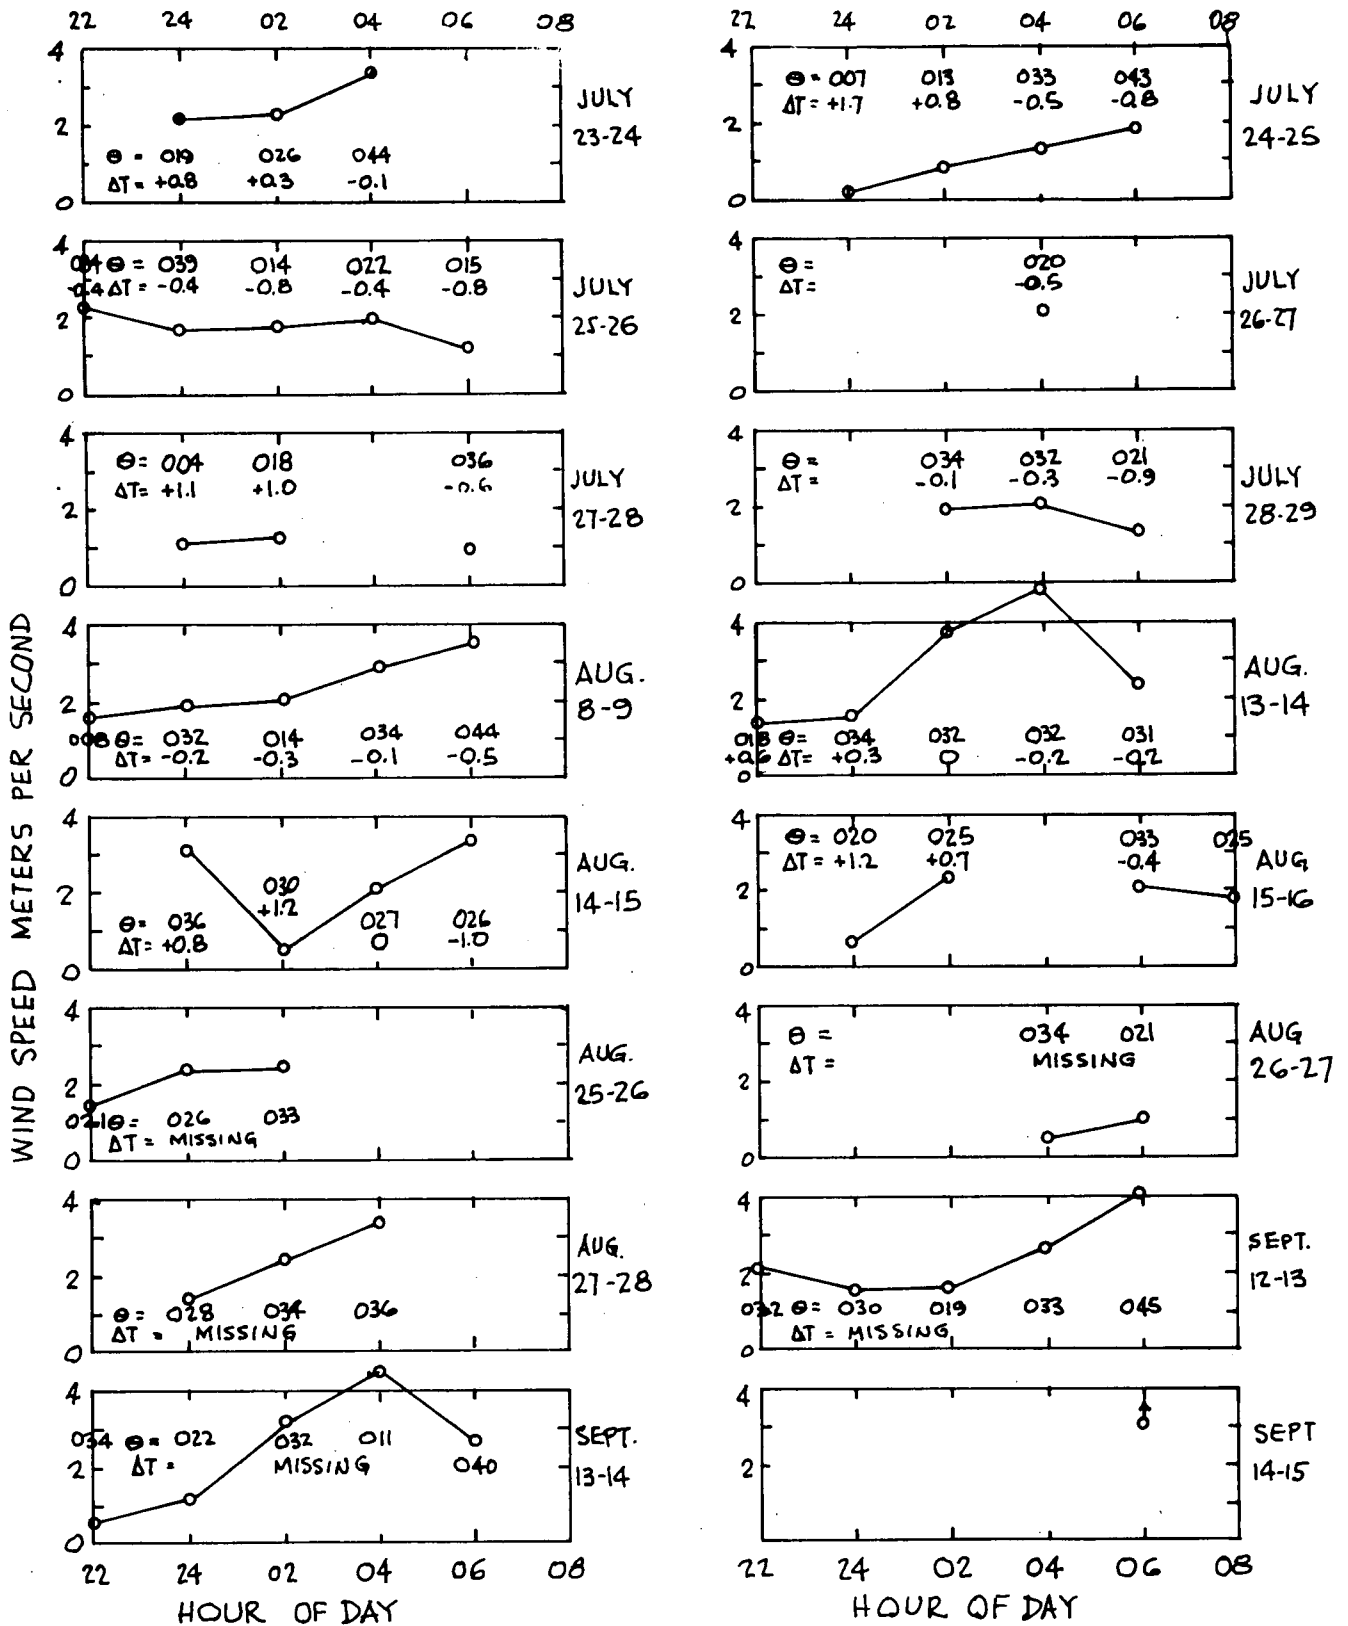 22 24 02 04 06 08
4
2
0
JULY
23-24
Θ = 019 026 044
ΔT = +0.8 +0.3 -0.1
22 24 02 04 06 08
4
2
0
Θ = 007 013 033 043
ΔT = +1.7 +0.8 -0.5 -0.8
JULY
24-25
4
2
0
Θ = 039 014 022 015
-0.4 ΔT = -0.4 -0.8 -0.4 -0.8
JULY
25-26
4
2
0
Θ = 020
ΔT = -0.5
JULY
26-27
4
2
0
Θ = 004 018 036
ΔT = +1.1 +1.0 -0.6
JULY
27-28
4
2
0
Θ = 034 032 021
ΔT = -0.1 -0.3 -0.9
JULY
28-29
WIND SPEED METERS PER SECOND
4
2
0
008 Θ = 032 014 034 044
ΔT = -0.2 -0.3 -0.1 -0.5
AUG.
8-9
4
2
0
018 Θ = 034 032 032 031
+0.6 ΔT = +0.3 0 -0.2 -0.2
AUG.
13-14
4
2
0
Θ = 036 030 027 026
ΔT = +0.8 +1.2 0 -1.0
AUG.
14-15
4
2
0
Θ = 020 025 033 025
ΔT = +1.2 +0.7 -0.4
AUG
15-16
4
2
0
021 Θ = 026 033
ΔT = MISSING
AUG.
25-26
4
2
0
Θ = 034 021
ΔT = MISSING
AUG
26-27
4
2
0
Θ = 028 034 036
ΔT = MISSING
AUG.
27-28
4
2
0
032 Θ = 030 019 033 045
ΔT = MISSING
SEPT.
12-13
4
2
0
034 Θ = 022 032 011
ΔT = MISSING 040
SEPT.
13-14
4
2
SEPT
14-15
22 24 02 04 06 08
HOUR OF DAY
22 24 02 04 06 08
HOUR OF DAY